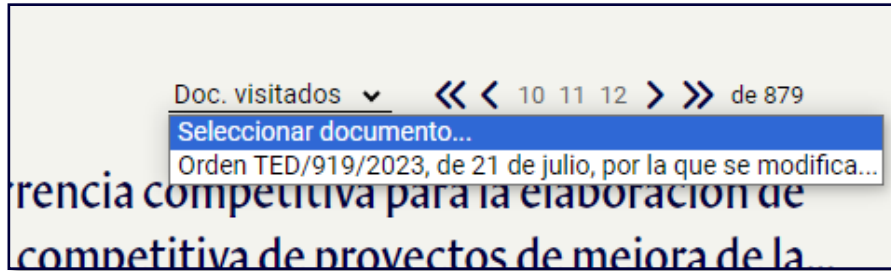 Doc. visitados 10 11 12 de 879
Seleccionar documento...
Orden TED/919/2023, de 21 de julio, por la que se modifica...
rrencia competitiva para la elaboración de
competitiva de proyectos de mejora de la...